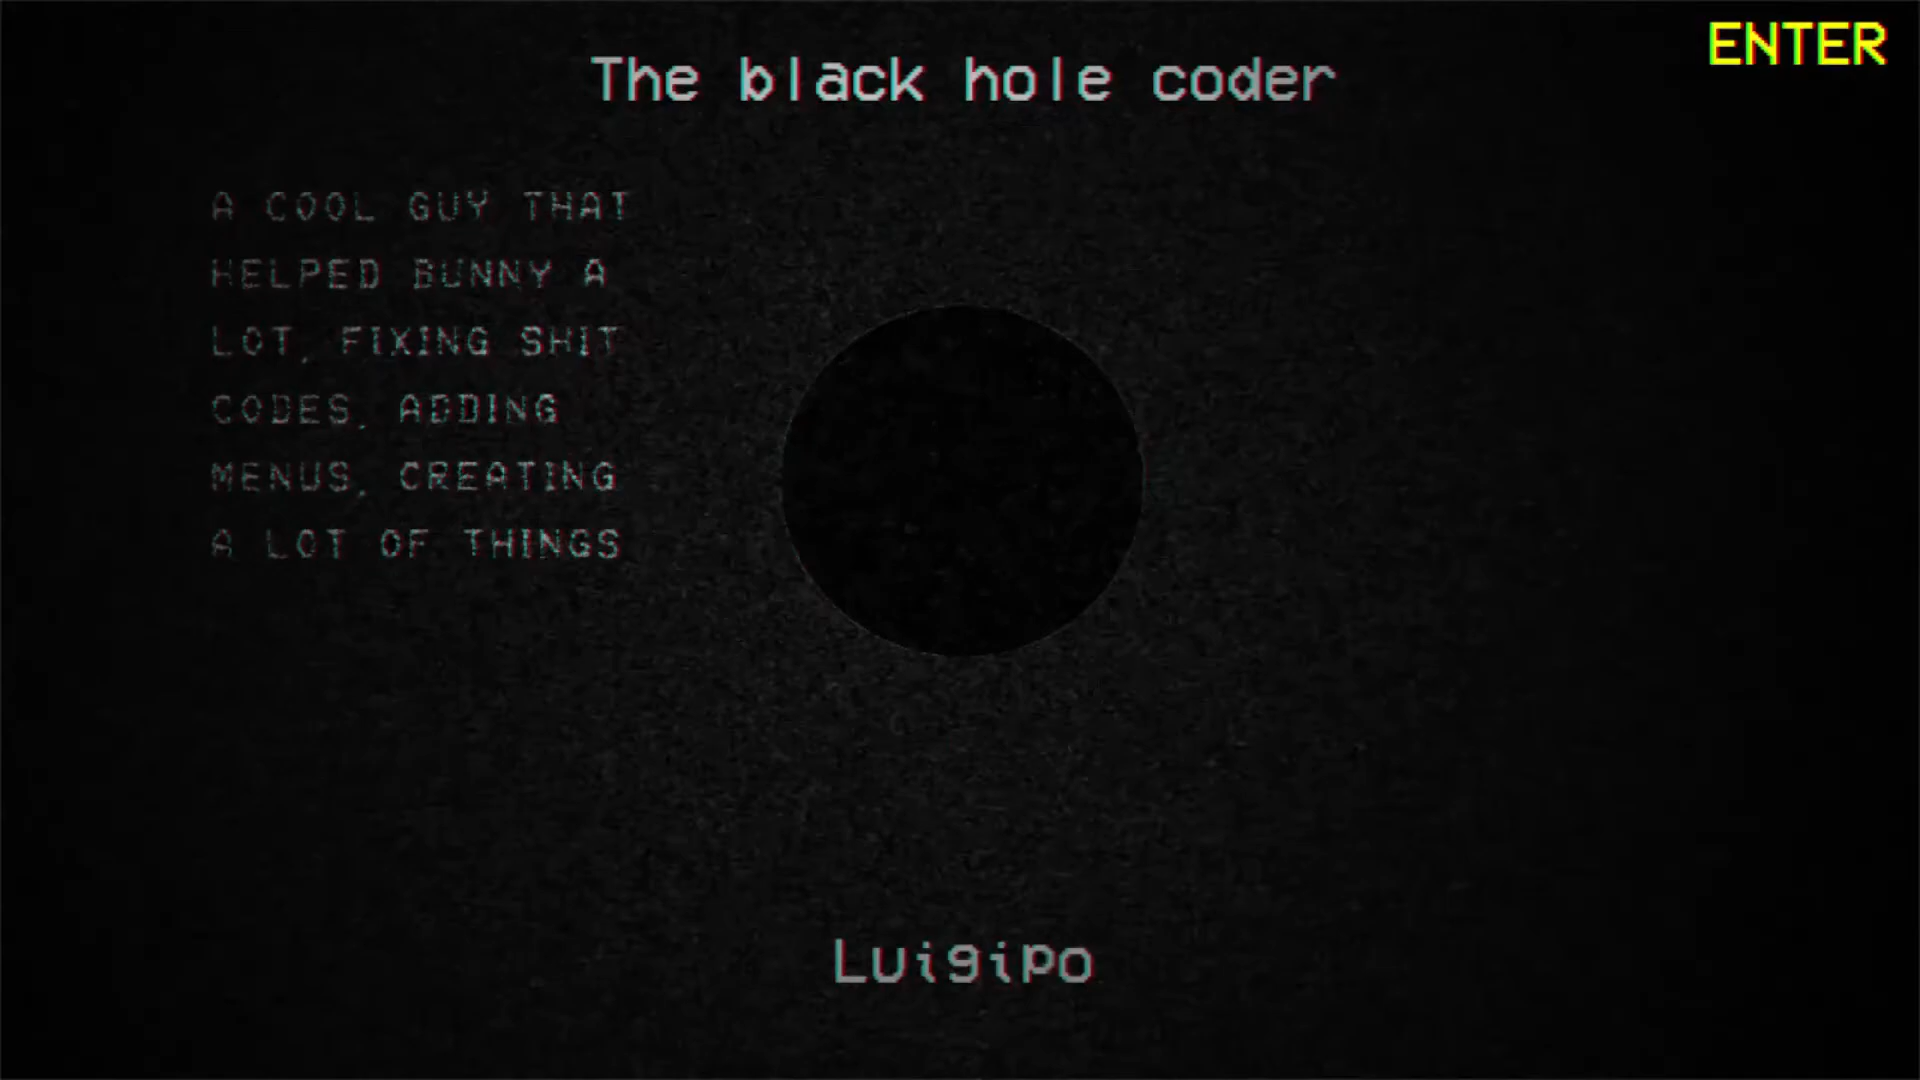 ENTER
The black hole coder
A COOL GUY THAT
HELPED BUNNY A
LOT, FIXING SHIT
CODES, ADDING
MENUS, CREATING
A LOT OF THINGS
Luigipo